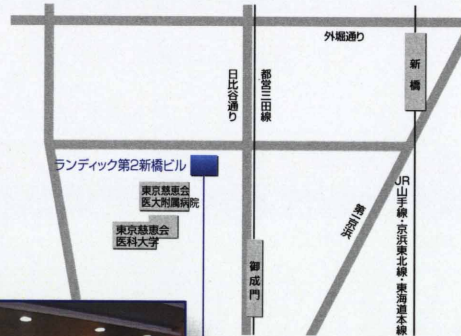 外堀通り
新橋
日比谷通り
都営三田線
ランディック第2新橋ビル
東京慈恵会
医大附属病院
東京慈恵会
医科大学
御成門
第一京浜
JR
山手線・京浜東北線・東海道本線